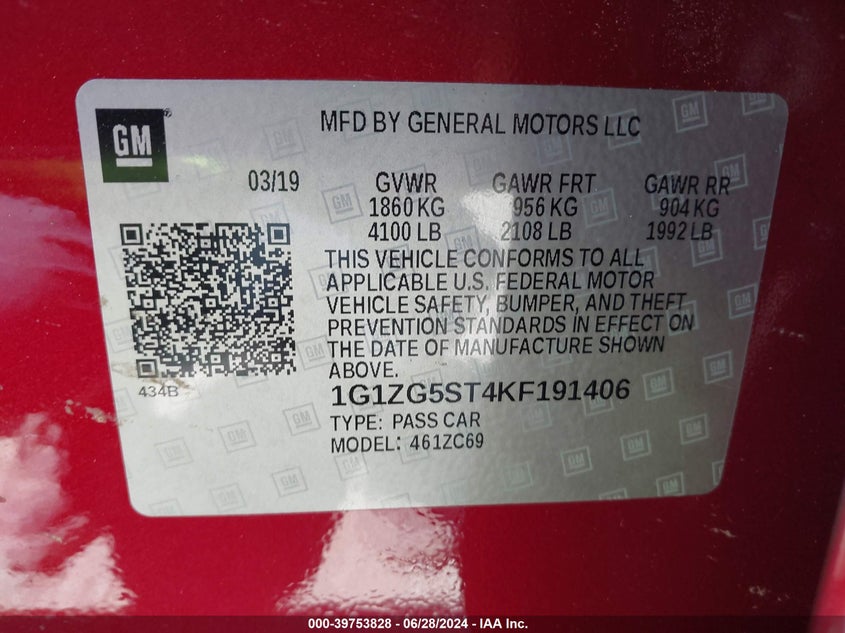 GM
MFD BY GENERAL MOTORS LLC
03/19 GVWR GAWR FRT GAWR RR
1860 KG 956 KG 904 KG
4100 LB 2108 LB 1992 LB
THIS VEHICLE CONFORMS TO ALL
APPLICABLE U.S. FEDERAL MOTOR
VEHICLE SAFETY, BUMPER, AND THEFT
PREVENTION STANDARDS IN EFFECT ON
THE DATE OF MANUFACTURE SHOWN
ABOVE.
434B
1G1ZG5ST4KF191406
TYPE: PASS CAR
MODEL: 461ZC69
000-39753828 - 06/28/2024 - IAA Inc.